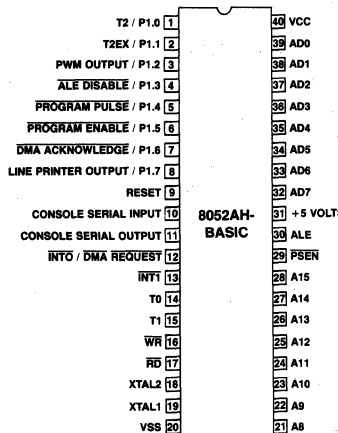 T2 / P1.0 1
T2EX / P1.1 2
PWM OUTPUT / P1.2 3
ALE DISABLE / P1.3 4
PROGRAM PULSE / P1.4 5
PROGRAM ENABLE / P1.5 6
DMA ACKNOWLEDGE / P1.6 7
LINE PRINTER OUTPUT / P1.7 8
RESET 9
CONSOLE SERIAL INPUT 10
CONSOLE SERIAL OUTPUT 11
INTO / DMA REQUEST 12
INT1 13
T0 14
T1 15
WR 16
RD 17
XTAL2 18
XTAL1 19
VSS 20
8052AH-
BASIC
40 VCC
39 AD0
38 AD1
37 AD2
36 AD3
35 AD4
34 AD5
33 AD6
32 AD7
31 +5 VOLTS
30 ALE
29 PSEN
28 A15
27 A14
26 A13
25 A12
24 A11
23 A10
22 A9
21 A8